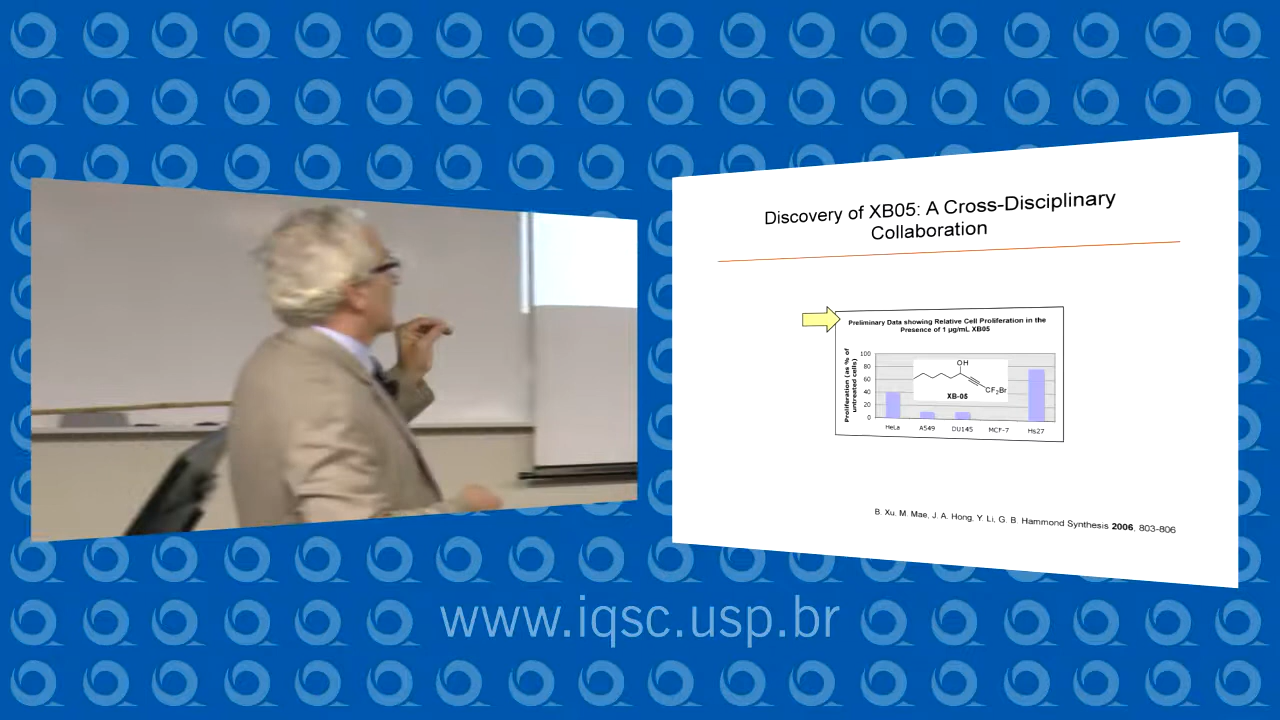 Discovery of XB05: A Cross-Disciplinary
Collaboration
Preliminary Data showing Relative Cell Proliferation in the
Presence of 1 µg/mL XB05
Proliferation (as % of
untreated cells)
100
80
60
40
20
0
OH
CF2Br
XB-05
HeLa A549 DU145 MCF-7 Hs27
B. Xu. M. Mae, J. A. Hong, Y. Li, G. B. Hammond Synthesis 2006, 803-806
www.iqsc.usp.br